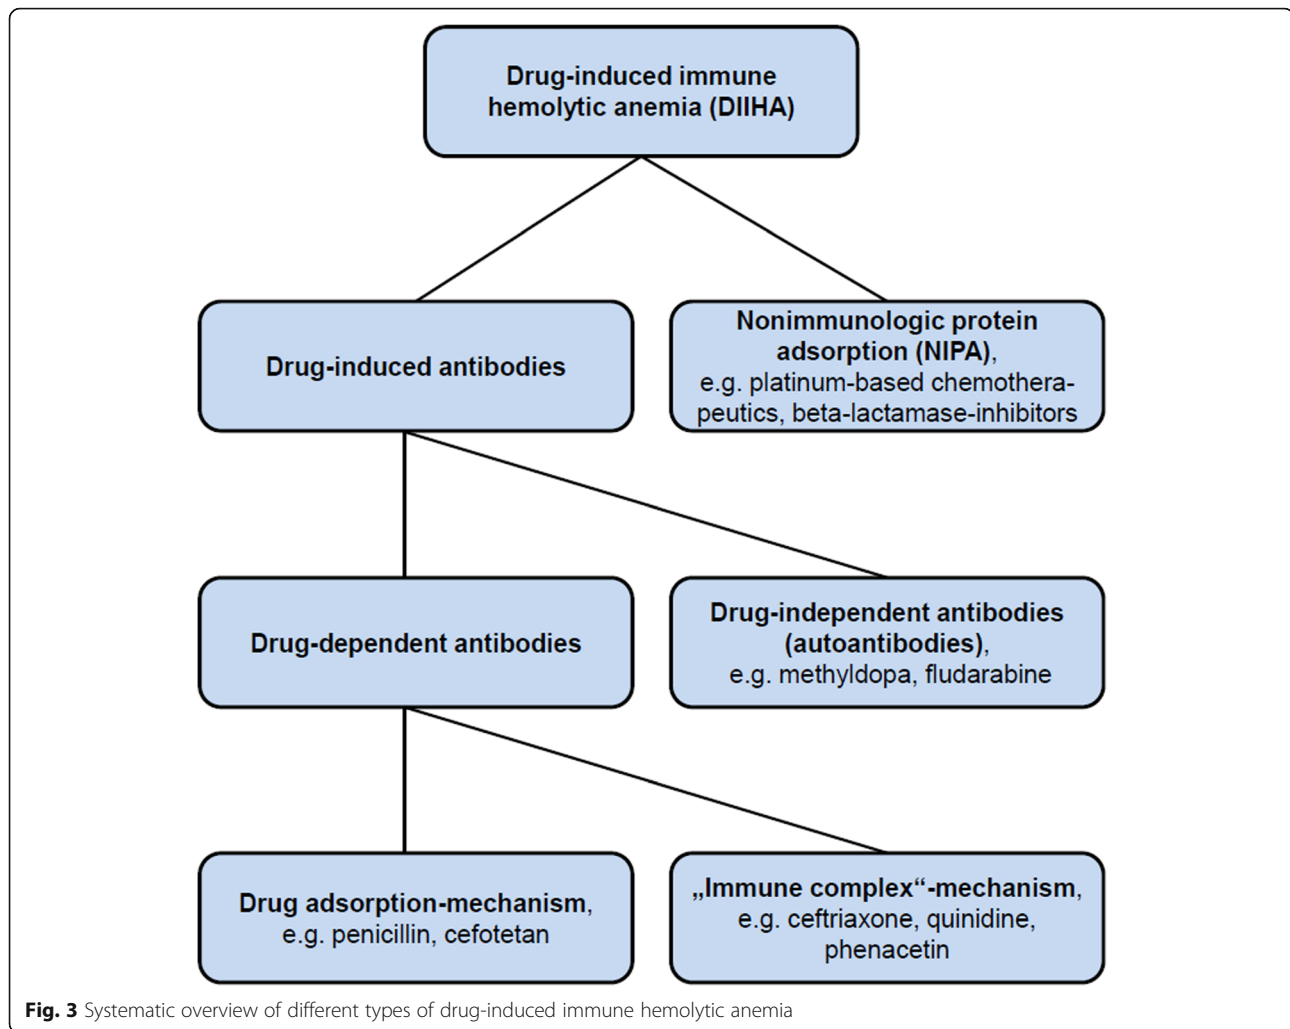 Drug-induced immune
hemolytic anemia (DIIHA)
Drug-induced antibodies
Nonimmunologic protein
adsorption (NIPA),
e.g. platinum-based chemothera-
peutics, beta-lactamase-inhibitors
Drug-dependent antibodies
Drug-independent antibodies
(autoantibodies),
e.g. methyldopa, fludarabine
Drug adsorption-mechanism,
e.g. penicillin, cefotetan
„Immune complex“-mechanism,
e.g. ceftriaxone, quinidine,
phenacetin
Fig. 3 Systematic overview of different types of drug-induced immune hemolytic anemia